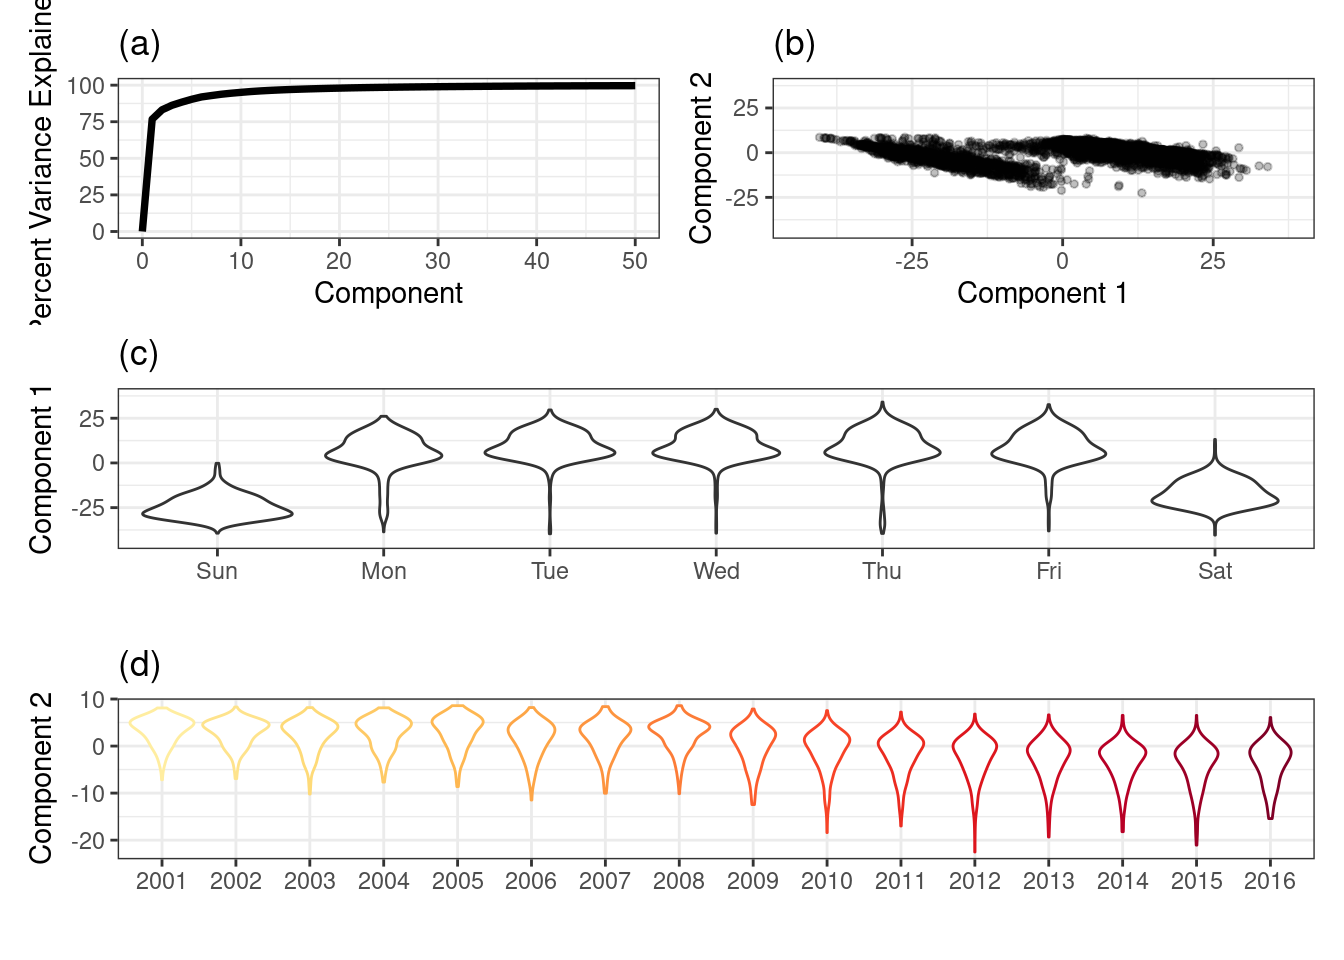 (a)
Percent Variance Explained
100
75
50
25
0
0 10 20 30 40 50
Component
(b)
Component 2
25
0
-25
-25 0 25
Component 1
(c)
Component 1
25
0
-25
Sun Mon Tue Wed Thu Fri Sat
(d)
Component 2
10
0
-10
-20
2001 2002 2003 2004 2005 2006 2007 2008 2009 2010 2011 2012 2013 2014 2015 2016